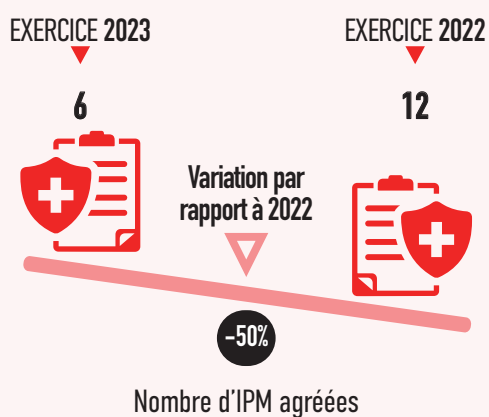 EXERCICE 2023
EXERCICE 2022
6
12
Variation par
rapport à 2022
-50%
Nombre d'IPM agréées